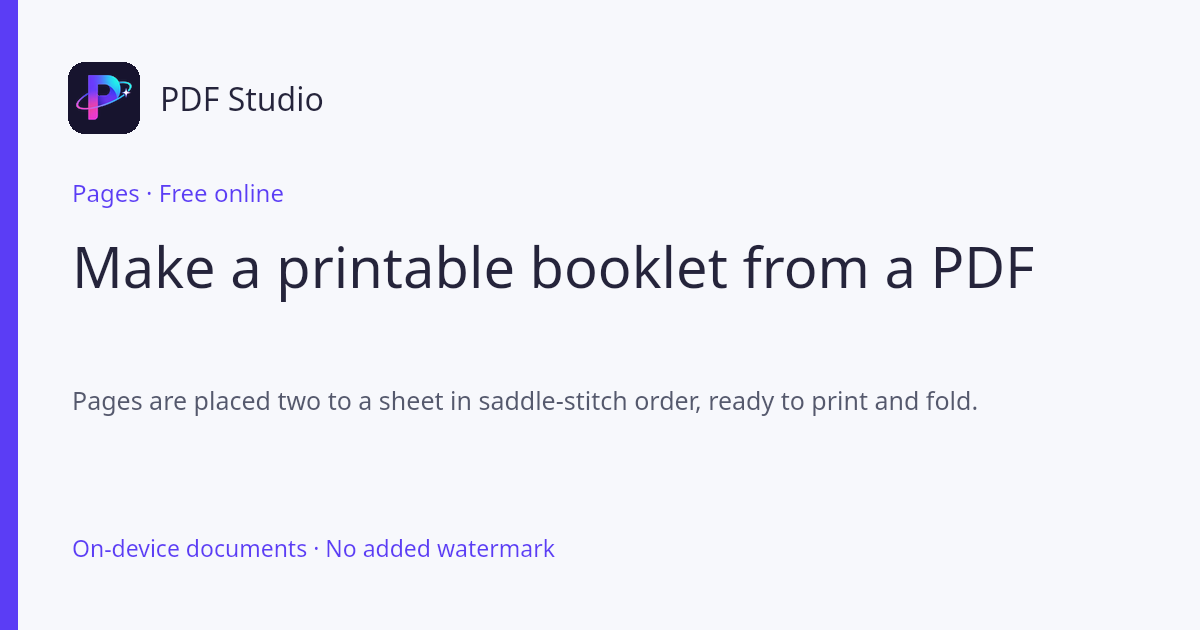 PDF Studio
Pages · Free online
Make a printable booklet from a PDF
Pages are placed two to a sheet in saddle-stitch order, ready to print and fold.
On-device documents · No added watermark